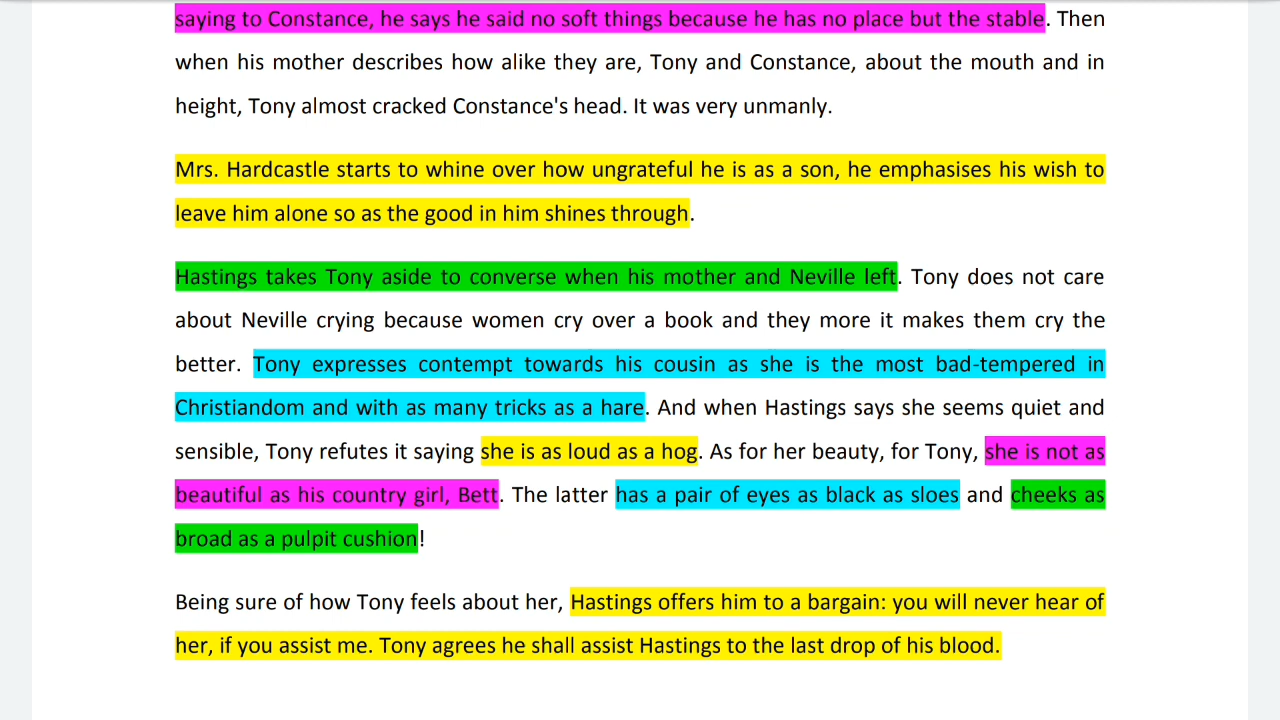 saying to Constance, he says he said no soft things because he has no place but the stable. Then
when his mother describes how alike they are, Tony and Constance, about the mouth and in
height, Tony almost cracked Constance's head. It was very unmanly.
Mrs. Hardcastle starts to whine over how ungrateful he is as a son, he emphasises his wish to
leave him alone so as the good in him shines through.
Hastings takes Tony aside to converse when his mother and Neville left. Tony does not care
about Neville crying because women cry over a book and they more it makes them cry the
better. Tony expresses contempt towards his cousin as she is the most bad-tempered in
Christiandom and with as many tricks as a hare. And when Hastings says she seems quiet and
sensible, Tony refutes it saying she is as loud as a hog. As for her beauty, for Tony, she is not as
beautiful as his country girl, Bett. The latter has a pair of eyes as black as sloes and cheeks as
broad as a pulpit cushion!
Being sure of how Tony feels about her, Hastings offers him to a bargain: you will never hear of
her, if you assist me. Tony agrees he shall assist Hastings to the last drop of his blood.